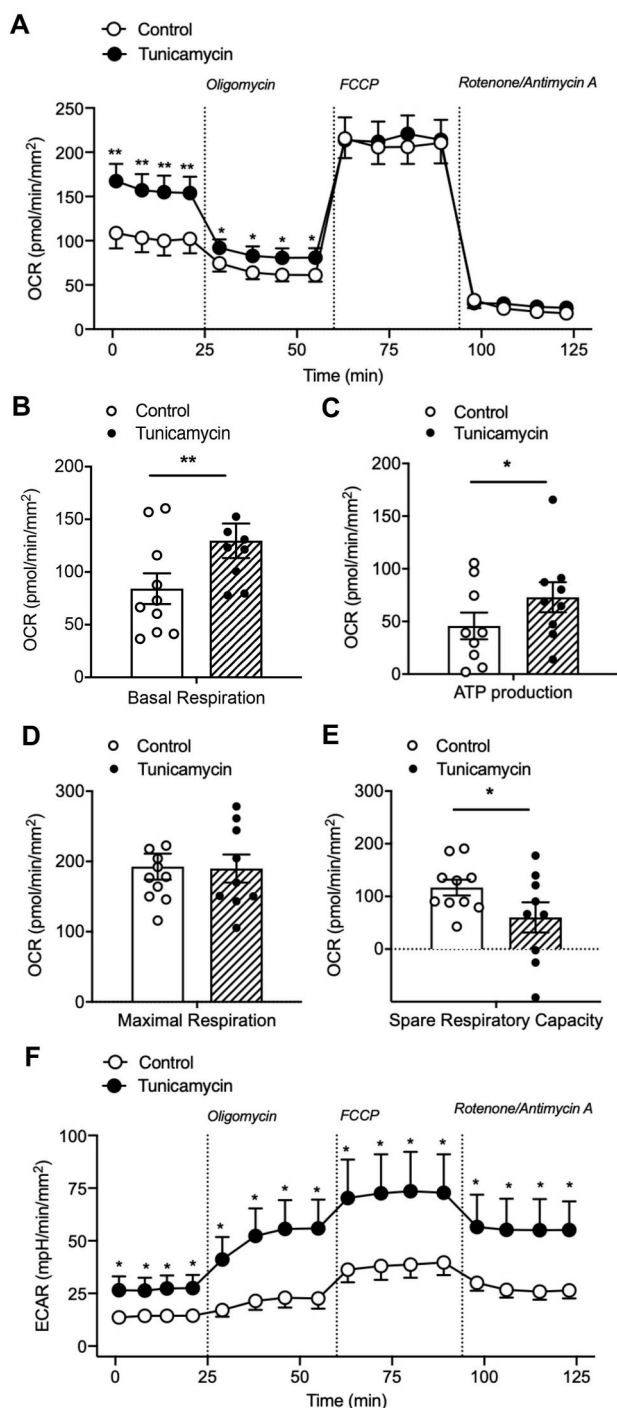 A
Control
Tunicamycin
Oligomycin FCCP Rotenone/Antimycin A
OCR (pmol/min/mm²)
250
200
150
100
50
0
** ** ** **
* * * *
0 25 50 75 100 125
Time (min)
B
Control
Tunicamycin
**
OCR (pmol/min/mm²)
200
150
100
50
0
Basal Respiration
C
Control
Tunicamycin
*
OCR (pmol/min/mm²)
200
150
100
50
0
ATP production
D
Control
Tunicamycin
OCR (pmol/min/mm²)
300
200
100
0
Maximal Respiration
E
Control
Tunicamycin
*
OCR (pmol/min/mm²)
300
200
100
0
Spare Respiratory Capacity
F
Control
Tunicamycin
Oligomycin FCCP Rotenone/Antimycin A
ECAR (mpH/min/mm²)
100
75
50
25
0
* * * * * * * * * * * * * * * *
0 25 50 75 100 125
Time (min)